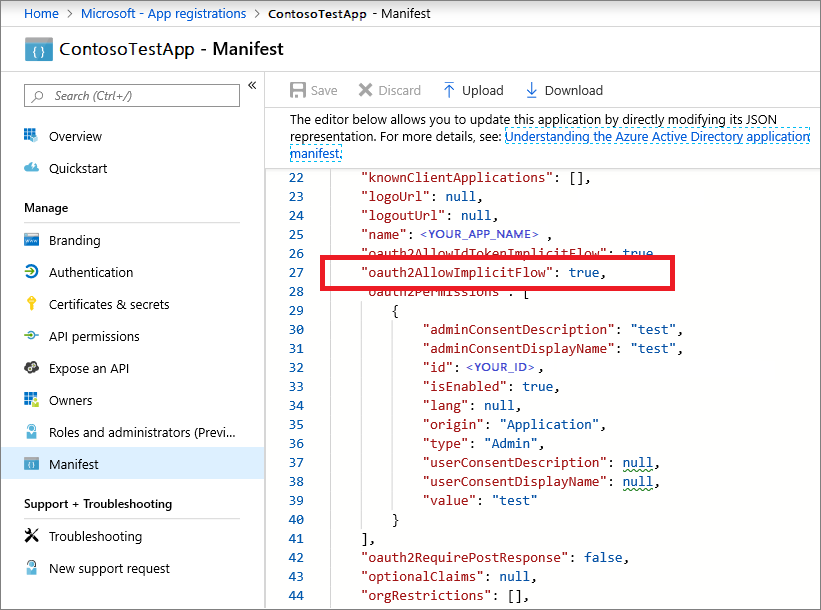 Home > Microsoft - App registrations > ContosoTestApp - Manifest
ContosoTestApp - Manifest
Search (Ctrl+/)
«
Overview
Quickstart
Manage
Branding
Authentication
Certificates & secrets
API permissions
Expose an API
Owners
Roles and administrators (Previ...
Manifest
Support + Troubleshooting
Troubleshooting
New support request
Save Discard Upload Download
The editor below allows you to update this application by directly modifying its JSON
representation. For more details, see: Understanding the Azure Active Directory application
manifest.
22 "knownClientApplications": [],
23 "logoUrl": null,
24 "logoutUrl": null,
25 "name": <YOUR_APP_NAME> ,
26 "oauth2AllowIdTokenImplicitFlow": true,
27 "oauth2AllowImplicitFlow": true,
28 "oauth2Permissions": [
29 {
30 "adminConsentDescription": "test",
31 "adminConsentDisplayName": "test",
32 "id": <YOUR_ID> ,
33 "isEnabled": true,
34 "lang": null,
35 "origin": "Application",
36 "type": "Admin",
37 "userConsentDescription": null,
38 "userConsentDisplayName": null,
39 "value": "test"
40 }
41 ],
42 "oauth2RequirePostResponse": false,
43 "optionalClaims": null,
44 "orgRestrictions": [],